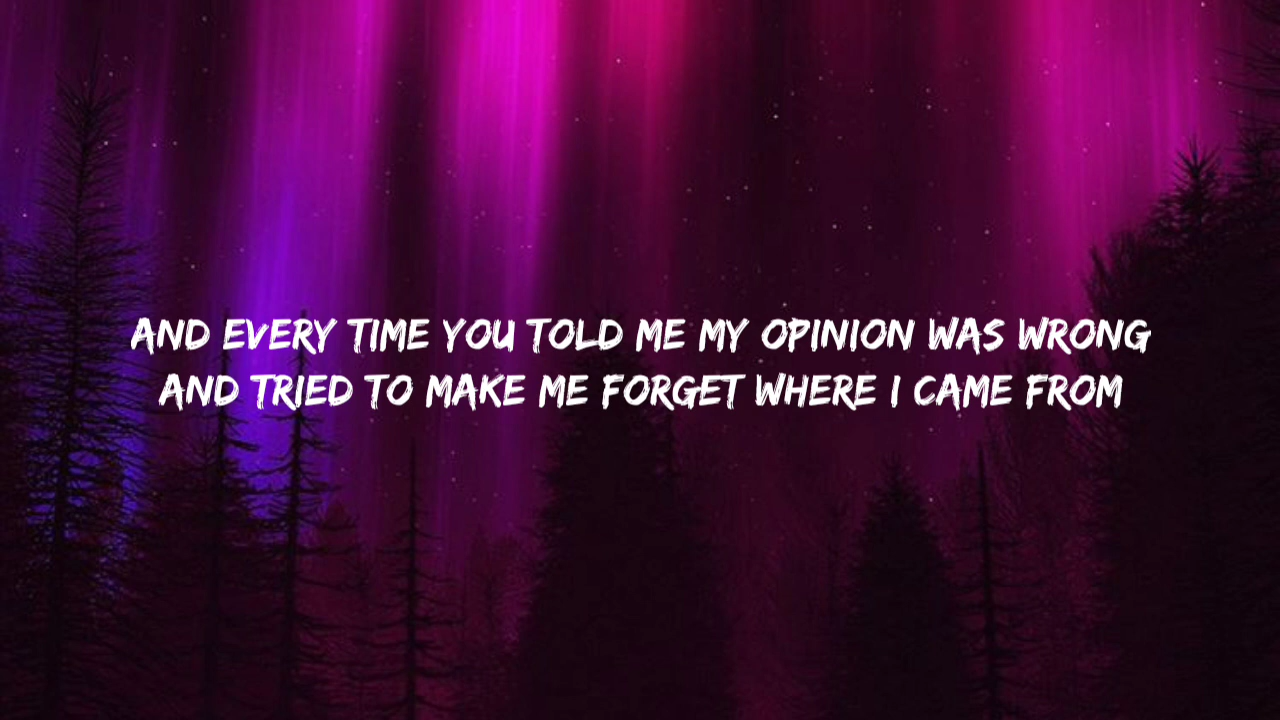 AND EVERY TIME YOU TOLD ME MY OPINION WAS WRONG
AND TRIED TO MAKE ME FORGET WHERE I CAME FROM